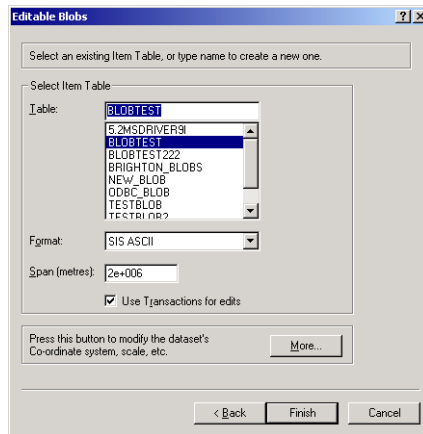 Editable Blobs
Select an existing Item Table, or type name to create a new one.
Select Item Table
Table:
BLOBTEST
5.2MSDRIVER9I
BLOBTEST
BLOBTEST222
BRIGHTON_BLOBS
NEW_BLOB
ODBC_BLOB
TESTBLOB
TESTBLOB2
Format:
SIS ASCII
Span (metres):
2e+006
Use Transactions for edits
Press this button to modify the dataset's
Co-ordinate system, scale, etc.
More...
< Back
Finish
Cancel